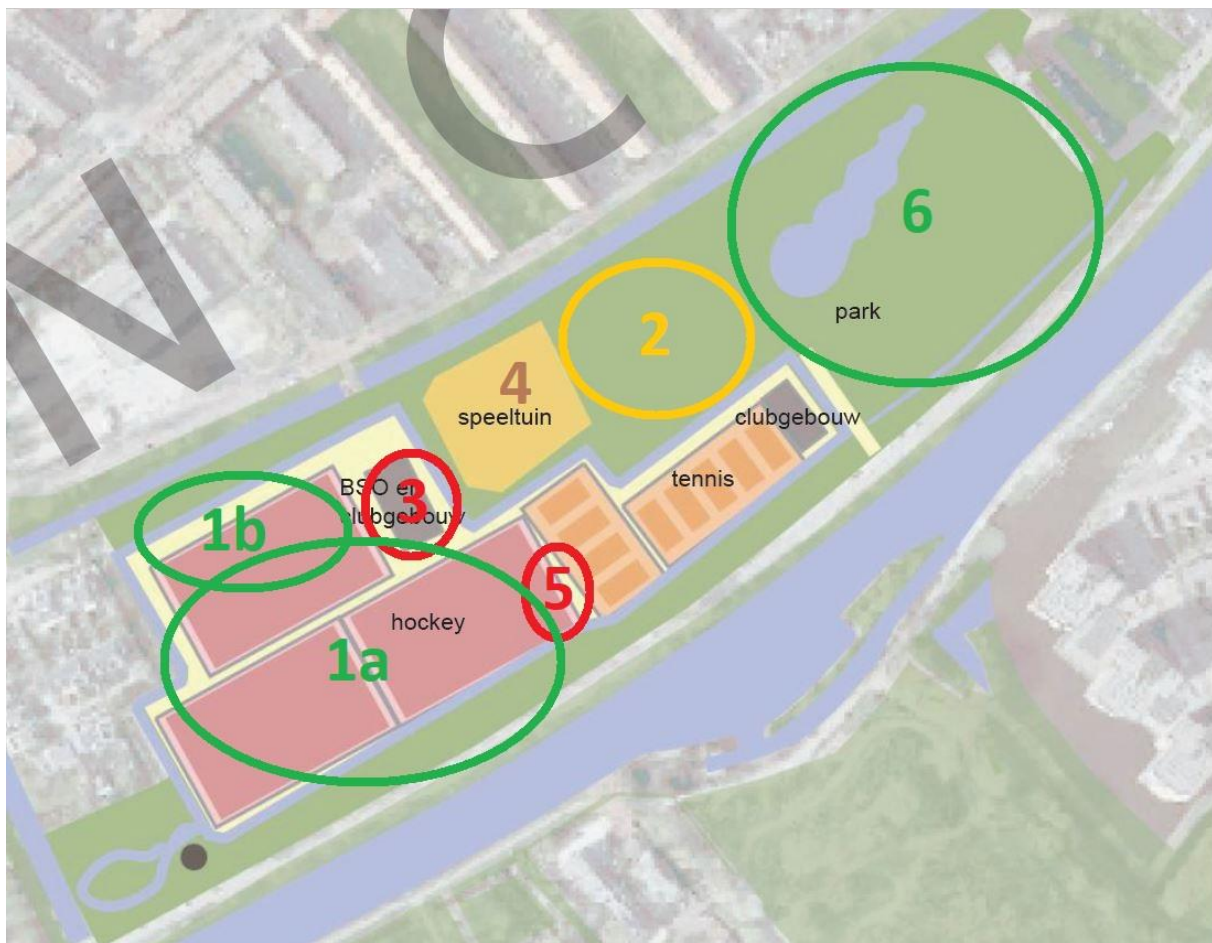 N C
6
park
2
4
speeltuin
clubgebouw
tennis
BSO en
clubgebouw
3
1b
5
hockey
1a